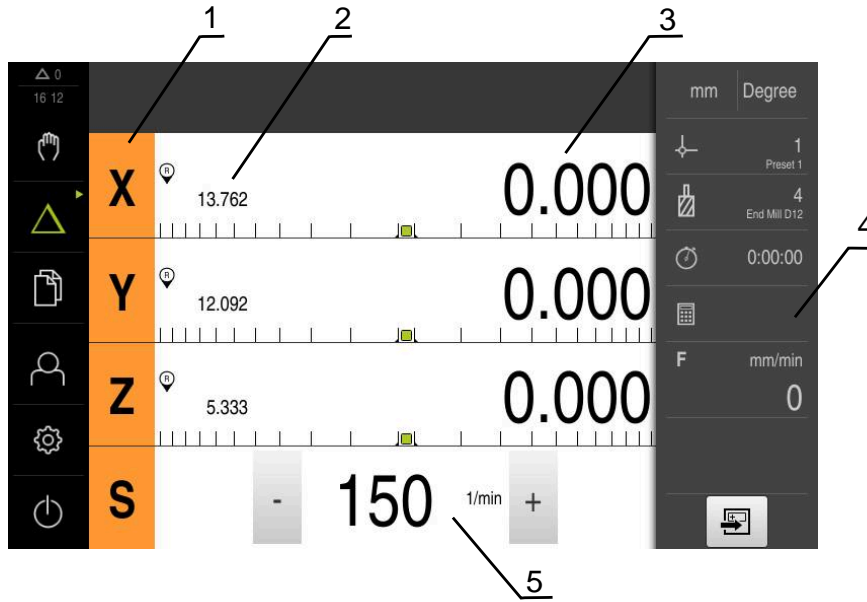 1 2 3
0
16 12
mm Degree
X R 13.762 0.000
1
Preset 1
4
End Mill D12
4
Y R 12.092 0.000
0:00:00
Z R 5.333 0.000
F mm/min
0
S - 150 1/min +
5